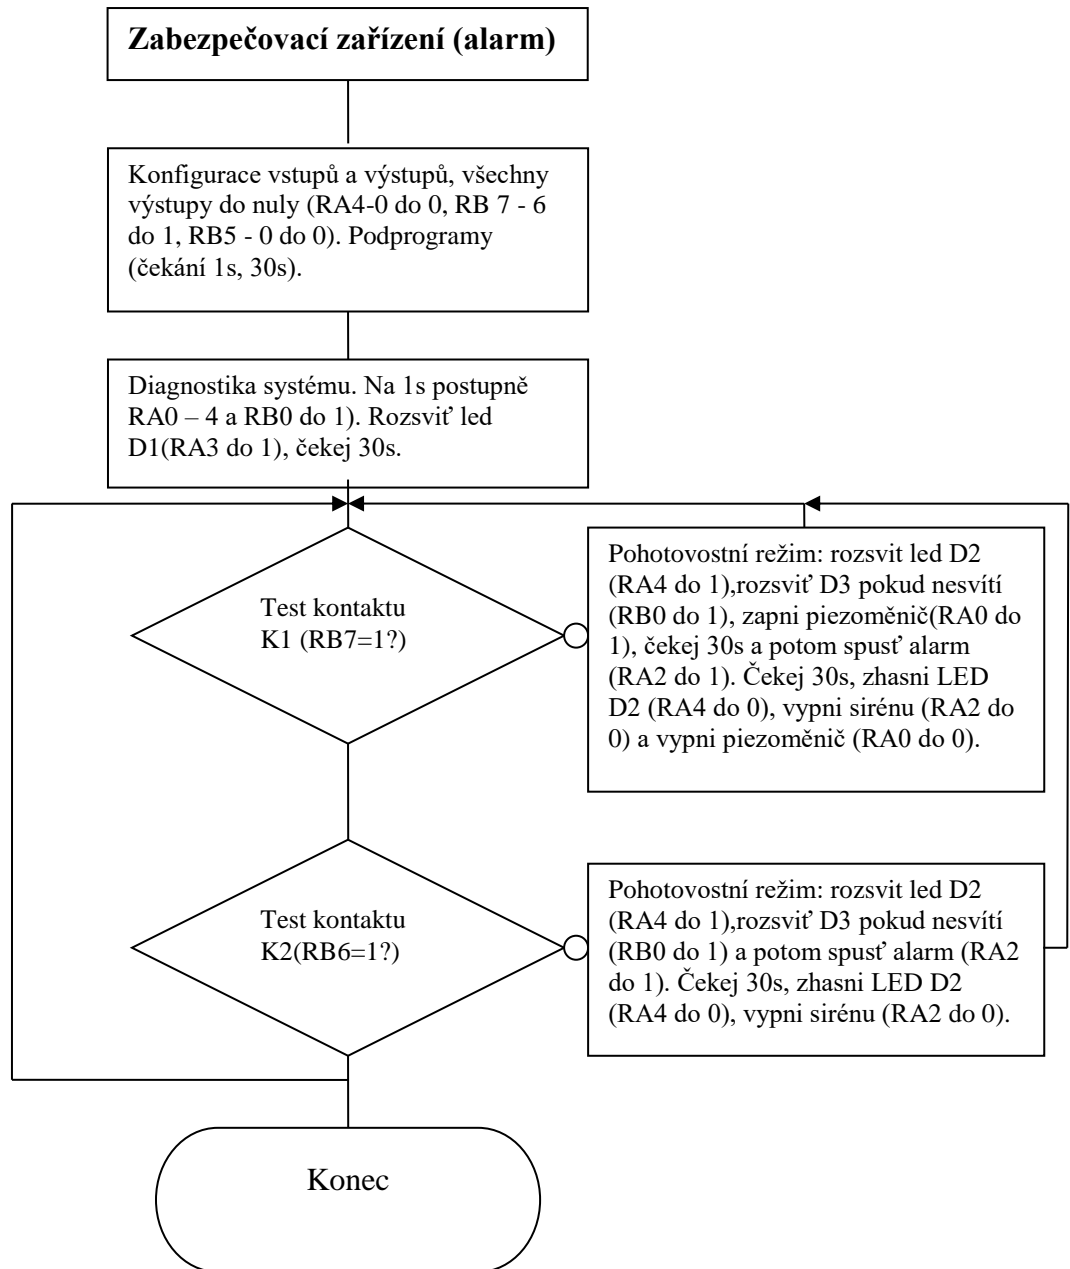 Zabezpečovací zařízení (alarm)
Konfigurace vstupů a výstupů, všechny
výstupy do nuly (RA4-0 do 0, RB 7 - 6
do 1, RB5 - 0 do 0). Podprogramy
(čekání 1s, 30s).
Diagnostika systému. Na 1s postupně
RA0 – 4 a RB0 do 1). Rozsviť led
D1(RA3 do 1), čekej 30s.
Test kontaktu
K1 (RB7=1?)
Pohotovostní režim: rozsvit led D2
(RA4 do 1),rozsviť D3 pokud nesvítí
(RB0 do 1), zapni piezoměnič(RA0 do
1), čekej 30s a potom spusť alarm
(RA2 do 1). Čekej 30s, zhasni LED
D2 (RA4 do 0), vypni sirénu (RA2 do
0) a vypni piezoměnič (RA0 do 0).
Test kontaktu
K2(RB6=1?)
Pohotovostní režim: rozsvit led D2
(RA4 do 1),rozsviť D3 pokud nesvítí
(RB0 do 1) a potom spusť alarm (RA2
do 1). Čekej 30s, zhasni LED D2
(RA4 do 0), vypni sirénu (RA2 do 0).
Konec